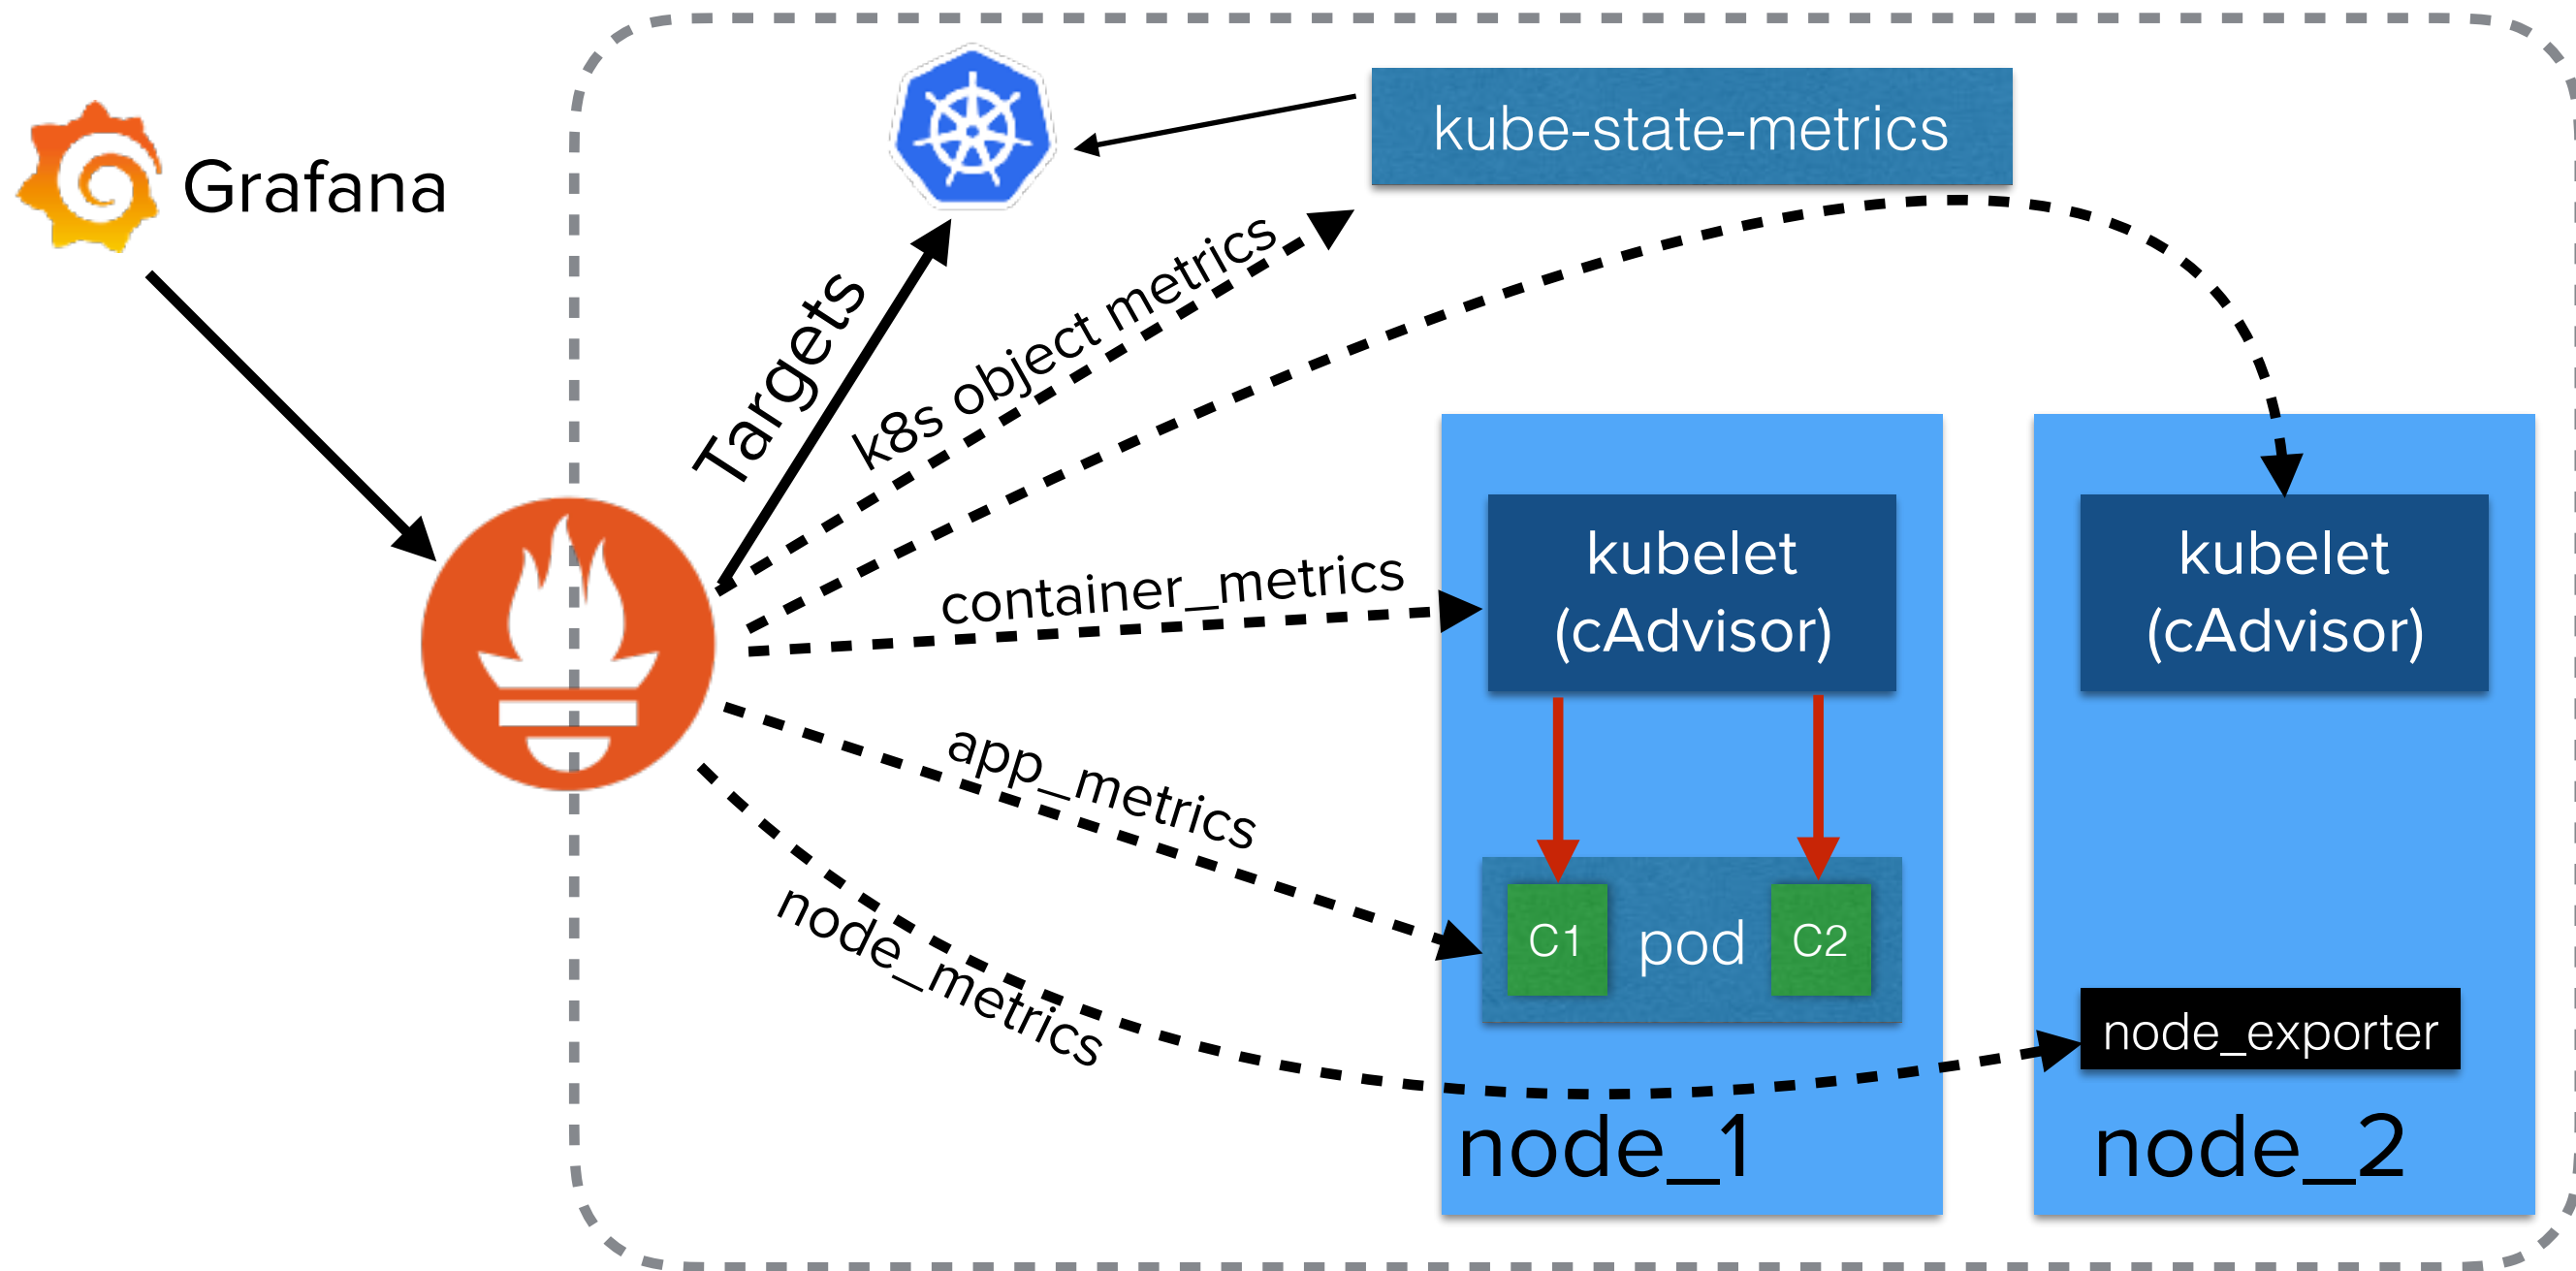 Grafana
kube-state-metrics
Targets
k8s object metrics
container_metrics
app_metrics
node_metrics
kubelet
(cAdvisor)
C1
pod
C2
node_1
kubelet
(cAdvisor)
node_exporter
node_2